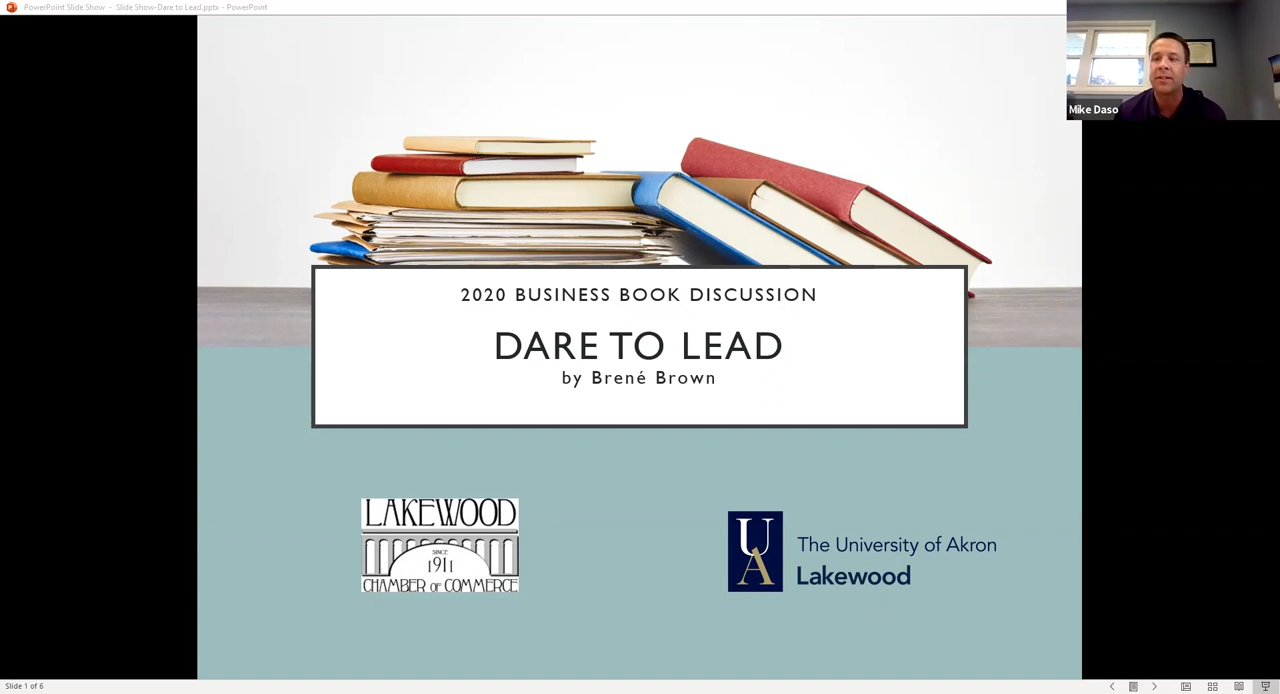 PowerPoint Slide Show - Slide Show-Dare to Lead.pptx - PowerPoint
Mike Daso
2020 BUSINESS BOOK DISCUSSION
DARE TO LEAD
by Brené Brown
LAKEWOOD
SINCE
1911
CHAMBER OF COMMERCE
UA
The University of Akron
Lakewood
Slide 1 of 6